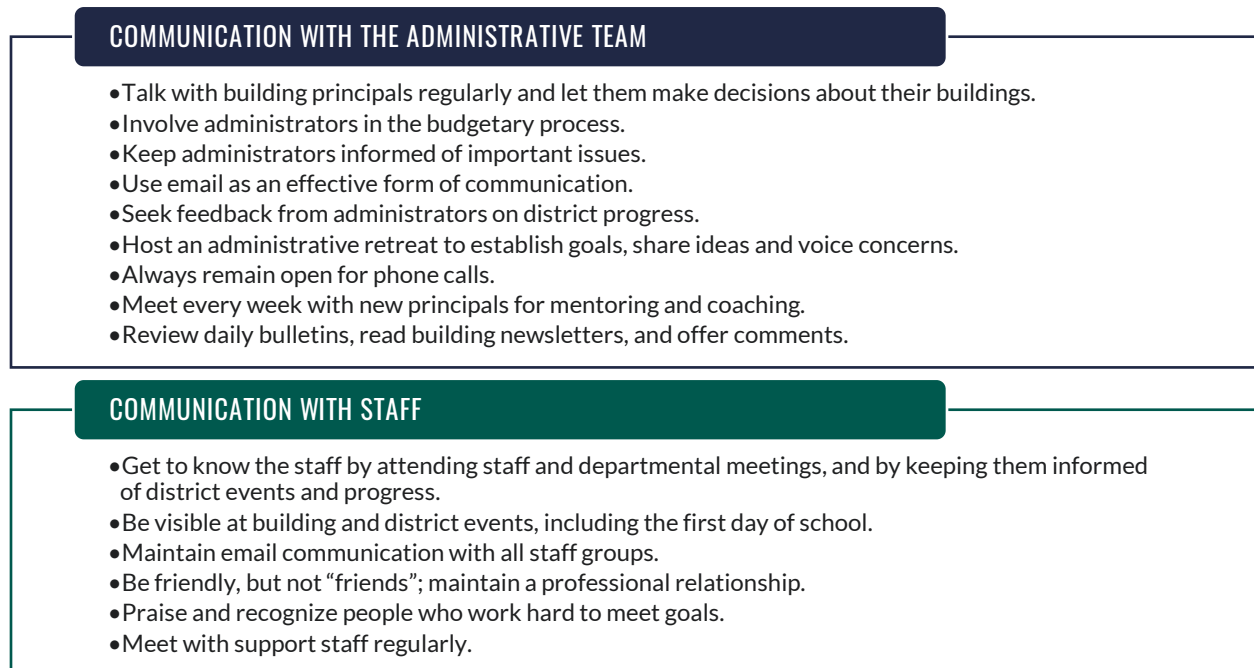 COMMUNICATION WITH THE ADMINISTRATIVE TEAM
•Talk with building principals regularly and let them make decisions about their buildings.
•Involve administrators in the budgetary process.
•Keep administrators informed of important issues.
•Use email as an effective form of communication.
•Seek feedback from administrators on district progress.
•Host an administrative retreat to establish goals, share ideas and voice concerns.
•Always remain open for phone calls.
•Meet every week with new principals for mentoring and coaching.
•Review daily bulletins, read building newsletters, and offer comments.
COMMUNICATION WITH STAFF
•Get to know the staff by attending staff and departmental meetings, and by keeping them informed
of district events and progress.
•Be visible at building and district events, including the first day of school.
•Maintain email communication with all staff groups.
•Be friendly, but not “friends”; maintain a professional relationship.
•Praise and recognize people who work hard to meet goals.
•Meet with support staff regularly.